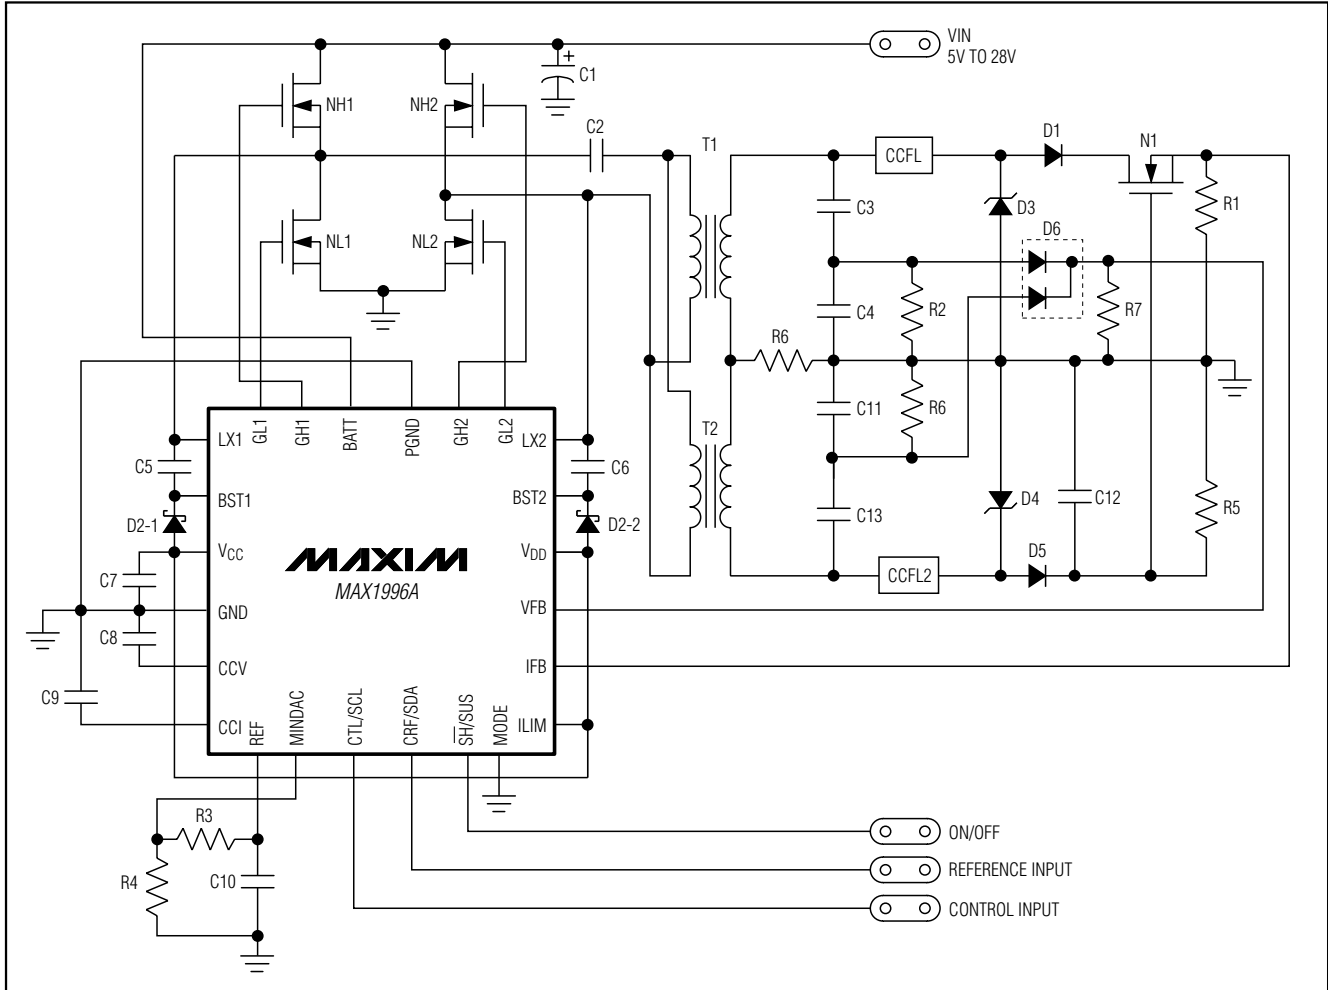 VIN
5V TO 28V
C1
NH1
NH2
C2
T1
CCFL
D1
N1
C3
D3
R1
NL1
NL2
D6
C4
R2
R7
R6
C11
R6
GL1
GH1
BATT
PGND
GH2
GL2
T2
LX1
LX2
C5
C6
BST1
BST2
D2-1
D2-2
C13
D4
C12
R5
VCC
VDD
D5
C7
MAXIM
MAX1996A
CCFL2
GND
VFB
C8
CCV
IFB
C9
CCI
REF
MINDAC
CTL/SCL
CRF/SDA
SH/SUS
MODE
ILIM
R3
ON/OFF
R4
C10
REFERENCE INPUT
CONTROL INPUT